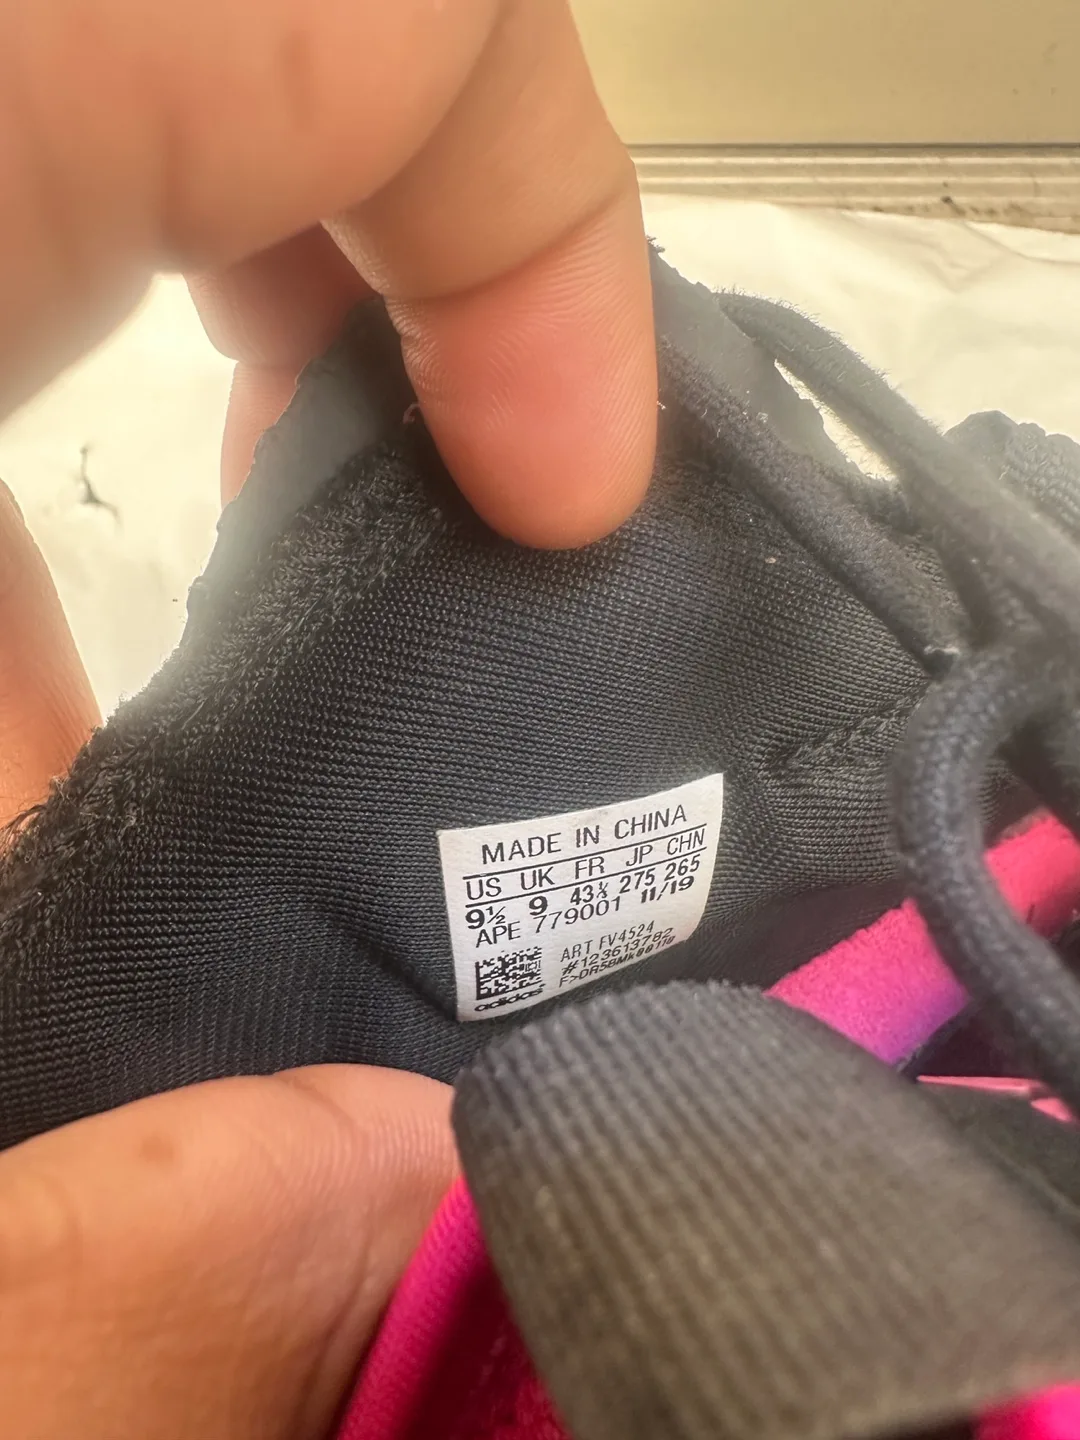 MADE IN CHINA
US UK FR JP CHN
9½ 9 43⅓ 275 265
APE 779001 11/19
ART FV4524
#123613782
adidas